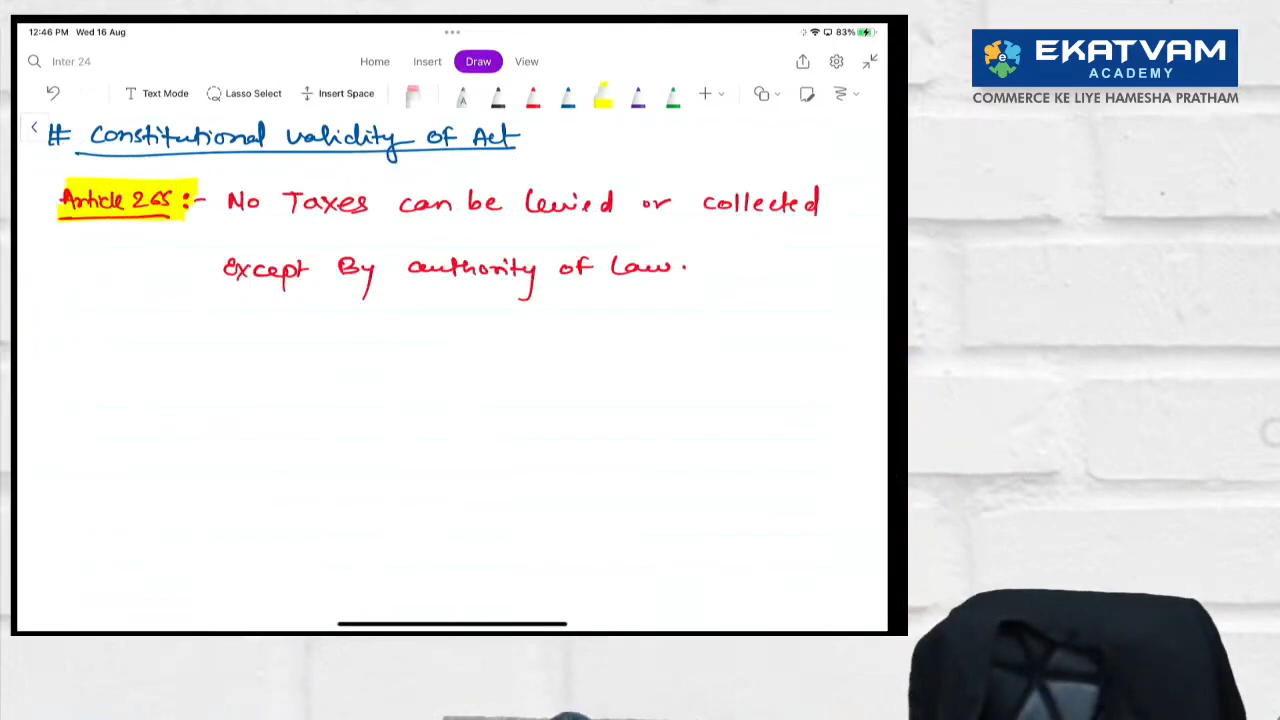 12:46 PM Wed 16 Aug
83%
EKATVAM
ACADEMY
COMMERCE KE LIYE HAMESHA PRATHAM
Inter 24
Home Insert Draw View
Text Mode Lasso Select Insert Space
# Constitutional validity of Act
Article 265 :- No Taxes can be levied or collected
Except By authority of Law.